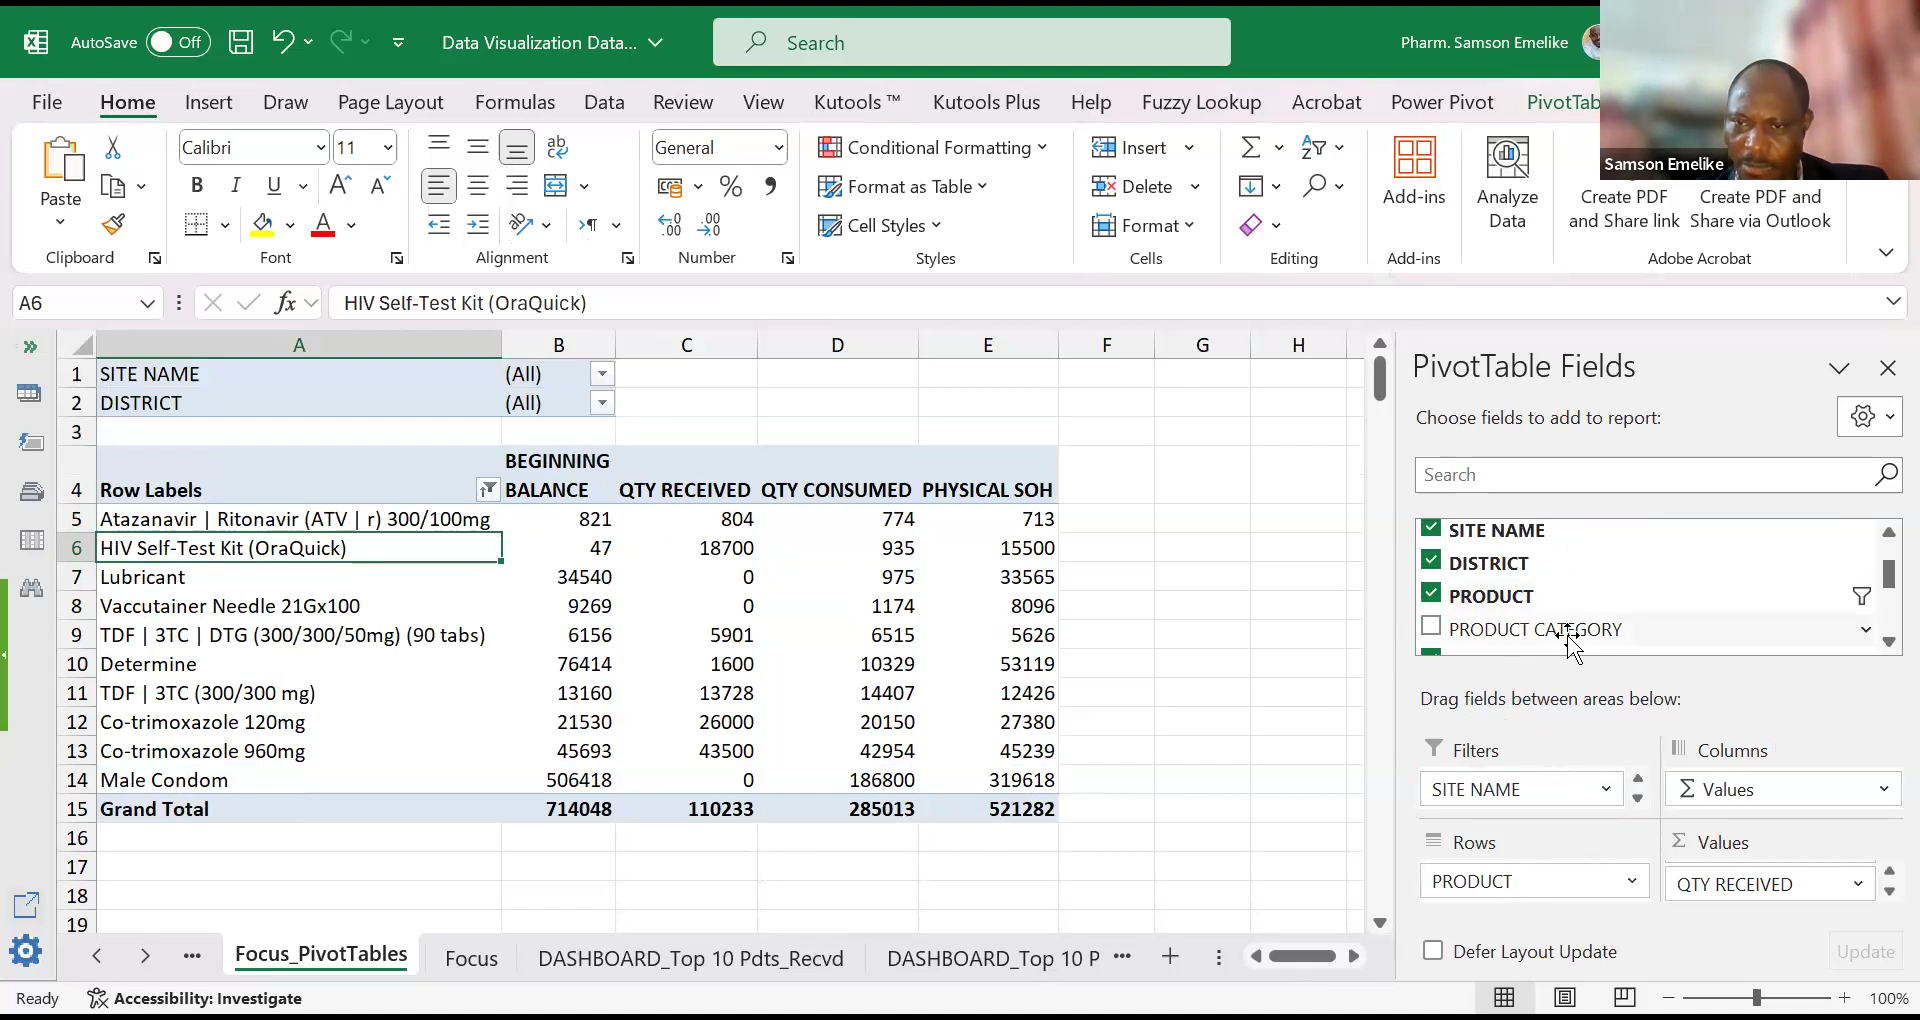 AutoSave Off Data Visualization Data... Search Pharm. Samson Emelike
File Home Insert Draw Page Layout Formulas Data Review View Kutools ™ Kutools Plus Help Fuzzy Lookup Acrobat Power Pivot PivotTab
Samson Emelike
Paste Calibri 11 General Conditional Formatting Insert
B I U % Format as Table Delete Add-ins Analyze Data Create PDF and Share link Create PDF and Share via Outlook
A Cell Styles Format
Clipboard Font Alignment Number Styles Cells Editing Add-ins Adobe Acrobat
A6 fx HIV Self-Test Kit (OraQuick)
A B C D E F G H
1 SITE NAME (All)
2 DISTRICT (All)
3
4 Row Labels BEGINNING BALANCE QTY RECEIVED QTY CONSUMED PHYSICAL SOH
5 Atazanavir | Ritonavir (ATV | r) 300/100mg 821 804 774 713
6 HIV Self-Test Kit (OraQuick) 47 18700 935 15500
7 Lubricant 34540 0 975 33565
8 Vaccutainer Needle 21Gx100 9269 0 1174 8096
9 TDF | 3TC | DTG (300/300/50mg) (90 tabs) 6156 5901 6515 5626
10 Determine 76414 1600 10329 53119
11 TDF | 3TC (300/300 mg) 13160 13728 14407 12426
12 Co-trimoxazole 120mg 21530 26000 20150 27380
13 Co-trimoxazole 960mg 45693 43500 42954 45239
14 Male Condom 506418 0 186800 319618
15 Grand Total 714048 110233 285013 521282
16
17
18
19
PivotTable Fields
Choose fields to add to report:
Search
SITE NAME
DISTRICT
PRODUCT
PRODUCT CATEGORY
Drag fields between areas below:
Filters Columns
SITE NAME Σ Values
Rows Σ Values
PRODUCT QTY RECEIVED
Defer Layout Update Update
... Focus_PivotTables Focus DASHBOARD_Top 10 Pdts_Recvd DASHBOARD_Top 10 P ...
Ready Accessibility: Investigate 100%